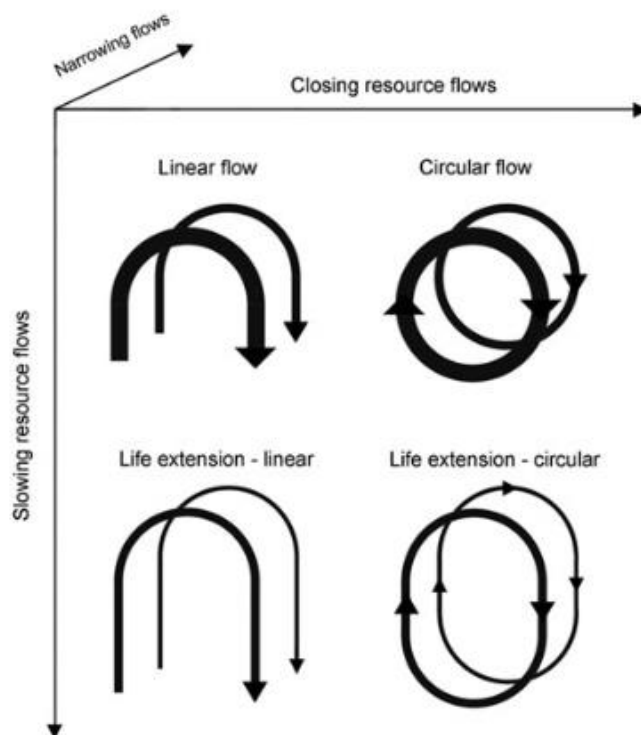 Narrowing flows
Closing resource flows
Linear flow
Circular flow
Slowing resource flows
Life extension - linear
Life extension - circular